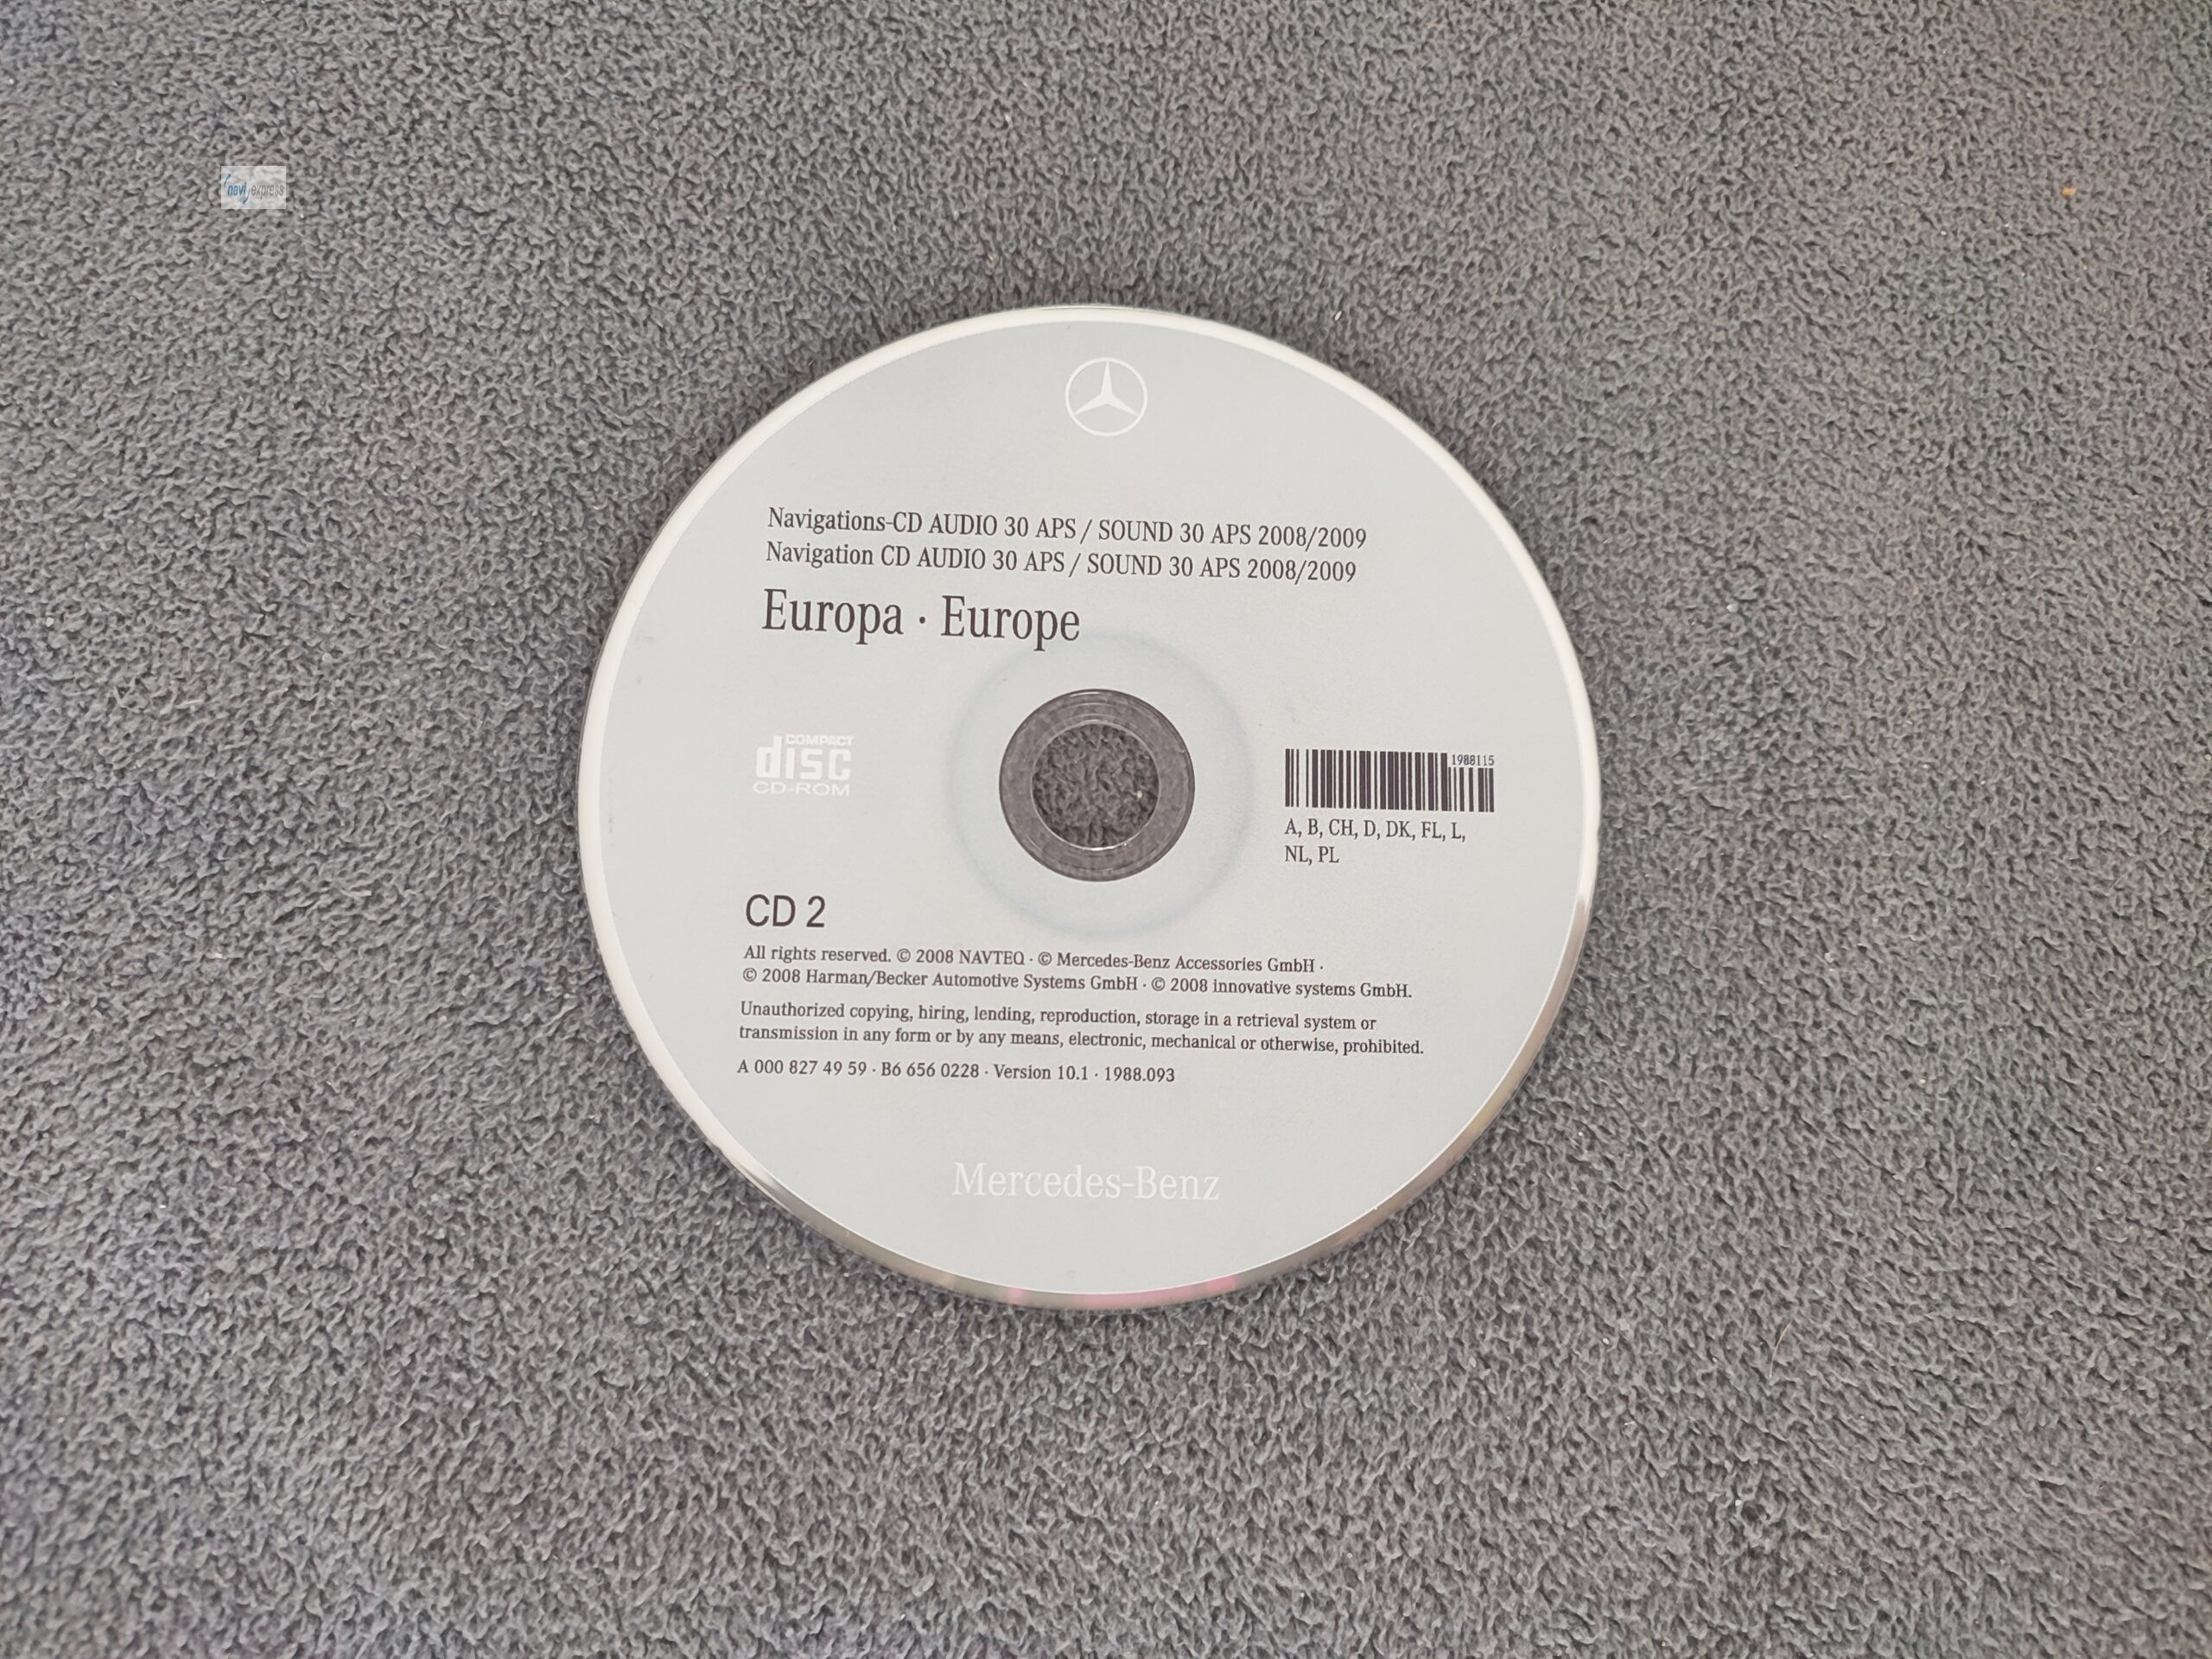 navi express
Navigations-CD AUDIO 30 APS / SOUND 30 APS 2008/2009
Navigation CD AUDIO 30 APS / SOUND 30 APS 2008/2009
Europa · Europe
COMPACT
disc
CD-ROM
1988115
A, B, CH, D, DK, FL, L,
NL, PL
CD 2
All rights reserved. © 2008 NAVTEQ · © Mercedes-Benz Accessories GmbH ·
© 2008 Harman/Becker Automotive Systems GmbH · © 2008 innovative systems GmbH.
Unauthorized copying, hiring, lending, reproduction, storage in a retrieval system or
transmission in any form or by any means, electronic, mechanical or otherwise, prohibited.
A 000 827 49 59 · B6 656 0228 · Version 10.1 · 1988.093
Mercedes-Benz